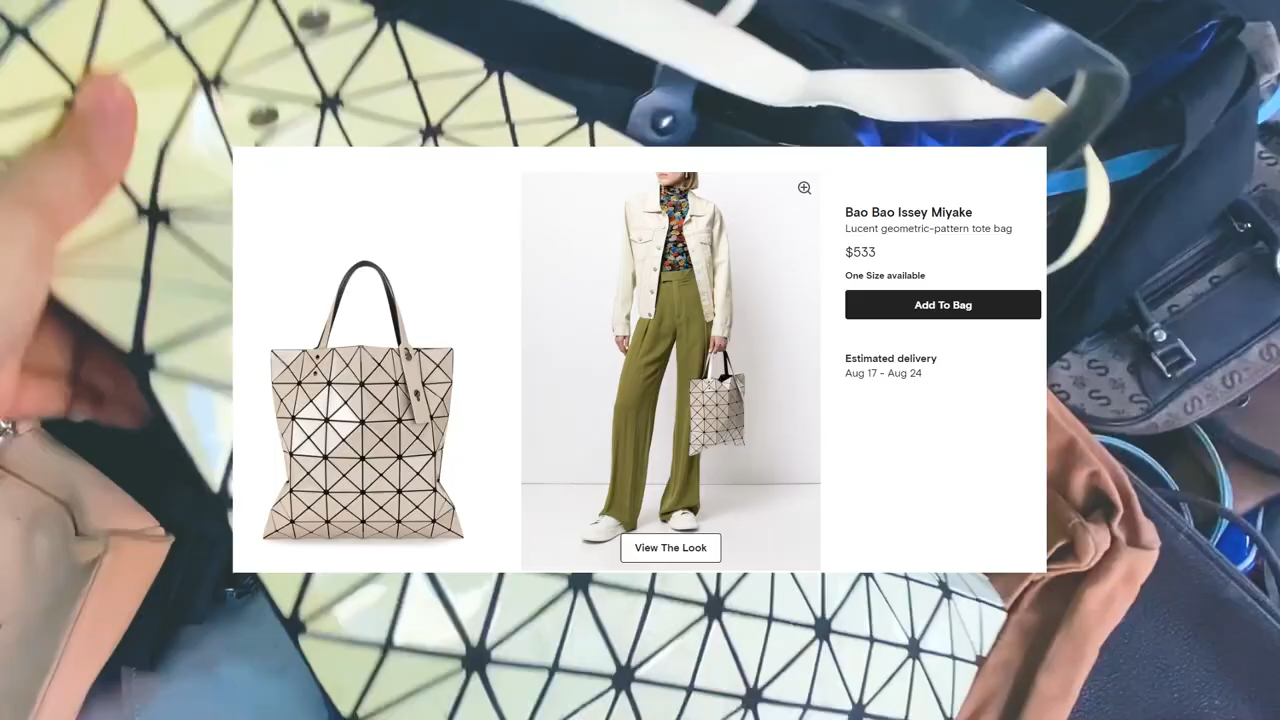 Bao Bao Issey Miyake
Lucent geometric-pattern tote bag
$533
One Size available
Add To Bag
Estimated delivery
Aug 17 - Aug 24
View The Look